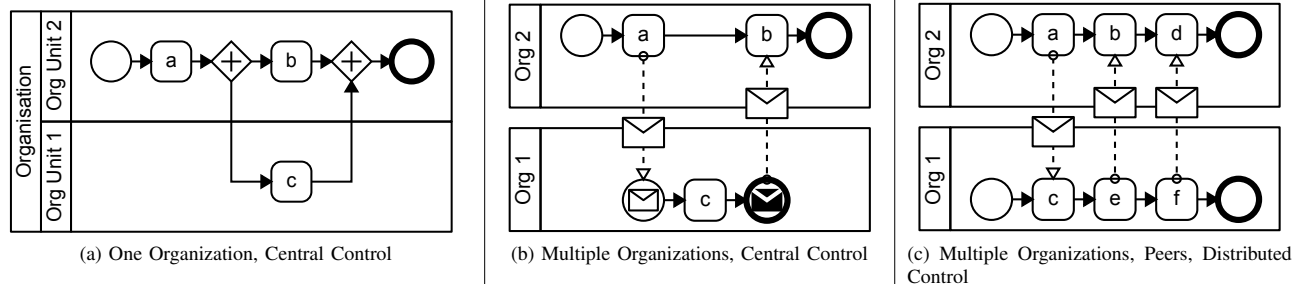 Organisation
Org Unit 2
a
b
Org Unit 1
c
(a) One Organization, Central Control
Org 2
a
b
Org 1
c
(b) Multiple Organizations, Central Control
Org 2
a
b
d
Org 1
c
e
f
(c) Multiple Organizations, Peers, Distributed
Control